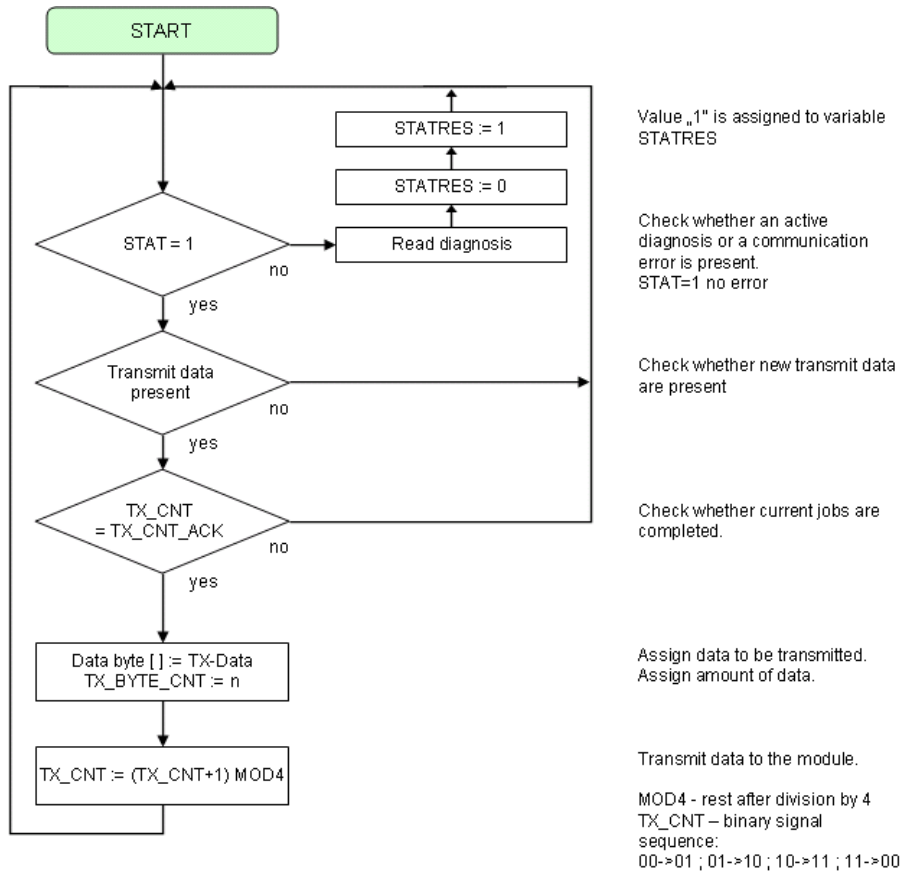 START
STATRES := 1
Value „1" is assigned to variable
STATRES
STATRES := 0
STAT = 1
no
yes
Read diagnosis
Check whether an active
diagnosis or a communication
error is present.
STAT=1 no error
Transmit data
present
no
yes
Check whether new transmit data
are present
TX_CNT
= TX_CNT_ACK
no
yes
Check whether current jobs are
completed.
Data byte [ ] := TX-Data
TX_BYTE_CNT := n
Assign data to be transmitted.
Assign amount of data.
TX_CNT := (TX_CNT+1) MOD4
Transmit data to the module.
MOD4 - rest after division by 4
TX_CNT – binary signal
sequence:
00->01 ; 01->10 ; 10->11 ; 11->00